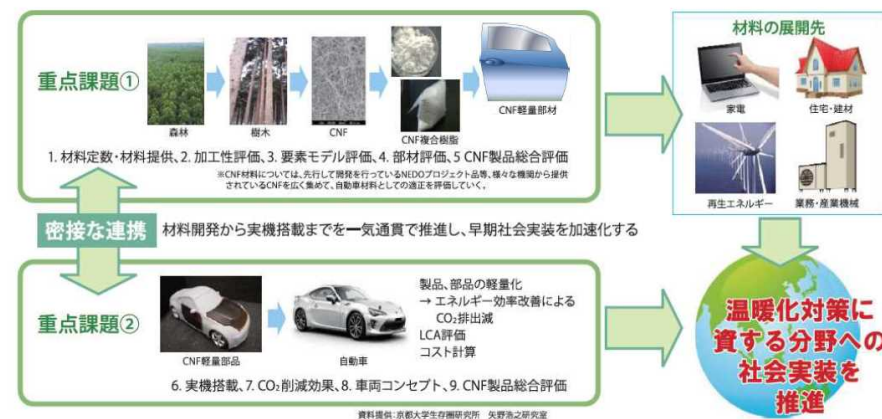 重点課題①
森林
樹木
CNF
CNF複合樹脂
CNF軽量部材
1. 材料定数・材料提供、2. 加工性評価、3. 要素モデル評価、4. 部材評価、5 CNF製品総合評価
※CNF材料については、先行して開発を行っているNEDOプロジェクト品等、様々な機関から提供
されているCNFを広く集めて、自動車材料としての適正を評価していく。
材料の展開先
家電
住宅・建材
再生エネルギー
業務・産業機械
密接な連携
材料開発から実機搭載までを一気通貫で推進し、早期社会実装を加速化する
重点課題②
CNF軽量部品
自動車
製品、部品の軽量化
→ エネルギー効率改善による
CO₂排出減
LCA評価
コスト計算
6. 実機搭載、7. CO₂削減効果、8. 車両コンセプト、9. CNF製品総合評価
温暖化対策に
資する分野への
社会実装を
推進
資料提供：京都大学生存圏研究所 矢野浩之研究室